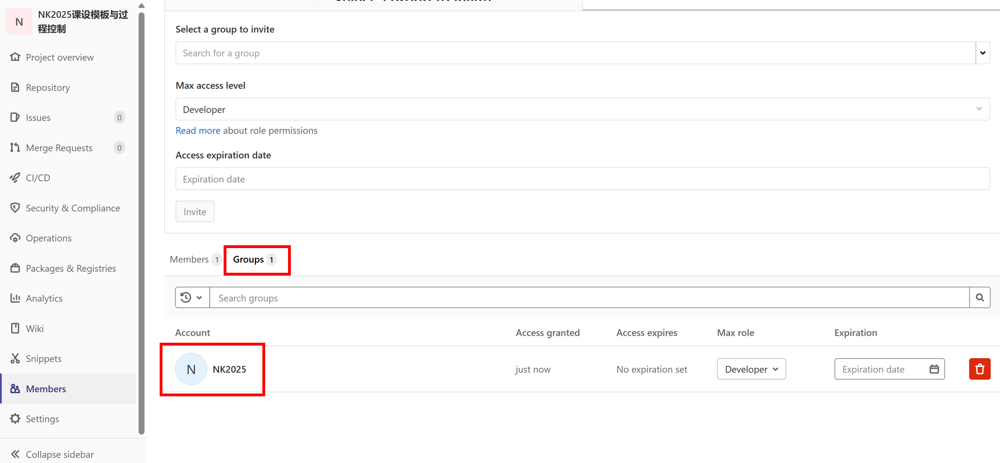 N
NK2025课设模板与过
程控制
Project overview
Repository
Issues 0
Merge Requests 0
CI/CD
Security & Compliance
Operations
Packages & Registries
Analytics
Wiki
Snippets
Members
Settings
Collapse sidebar
Select a group to invite
Search for a group
Max access level
Developer
Read more about role permissions
Access expiration date
Expiration date
Invite
Members 1 Groups 1
Search groups
Account Access granted Access expires Max role Expiration
N NK2025 just now No expiration set Developer Expiration date